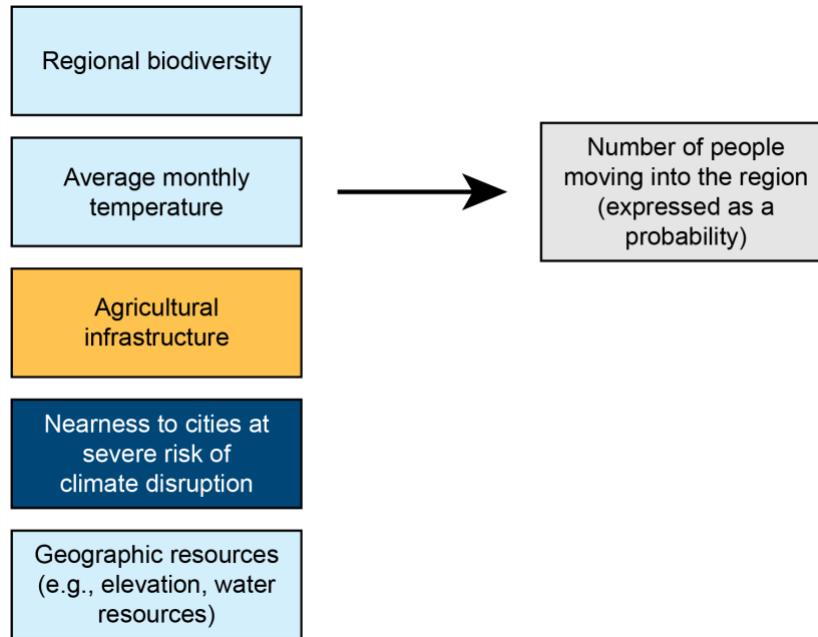 Regional biodiversity
Average monthly
temperature
Agricultural
infrastructure
Nearness to cities at
severe risk of
climate disruption
Geographic resources
(e.g., elevation, water
resources)
Number of people
moving into the region
(expressed as a
probability)